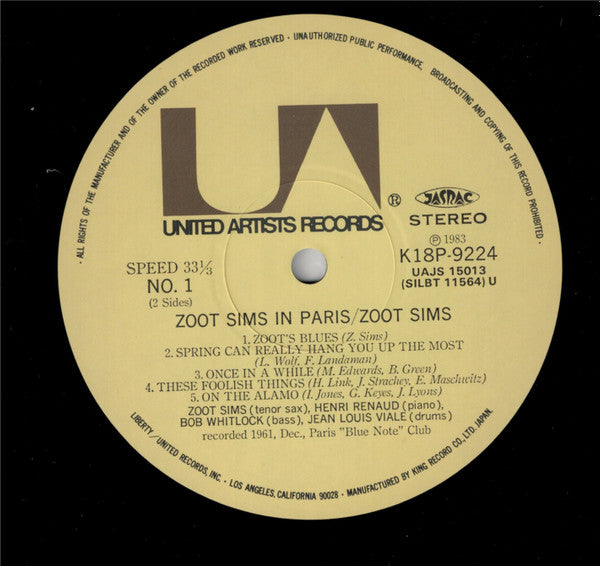 · ALL RIGHTS OF THE MANUFACTURER AND OF THE OWNER OF THE RECORDED WORK RESERVED · UNAUTHORIZED PUBLIC PERFORMANCE, BROADCASTING AND COPYING OF THIS RECORD PROHIBITED ·
UA
UNITED ARTISTS RECORDS ®
JASRAC
STEREO
℗ 1983
K18P-9224
UAJS 15013
(SILBT 11564) U
SPEED 33⅓
NO. 1
(2 Sides)
ZOOT SIMS IN PARIS/ZOOT SIMS
1. ZOOT'S BLUES (Z. Sims)
2. SPRING CAN REALLY HANG YOU UP THE MOST
(L. Wolf, F. Landaman)
3. ONCE IN A WHILE (M. Edwards, B. Green)
4. THESE FOOLISH THINGS (H. Link, J. Strachey, E. Maschwitz)
5. ON THE ALAMO (I. Jones, G. Keyes, J. Lyons)
ZOOT SIMS (tenor sax), HENRI RENAUD (piano),
BOB WHITLOCK (bass), JEAN LOUIS VIALE (drums)
recorded 1961, Dec., Paris "Blue Note" Club
LIBERTY/UNITED RECORDS, INC. · LOS ANGELES, CALIFORNIA 90028 · MANUFACTURED BY KING RECORD CO., LTD. JAPAN.